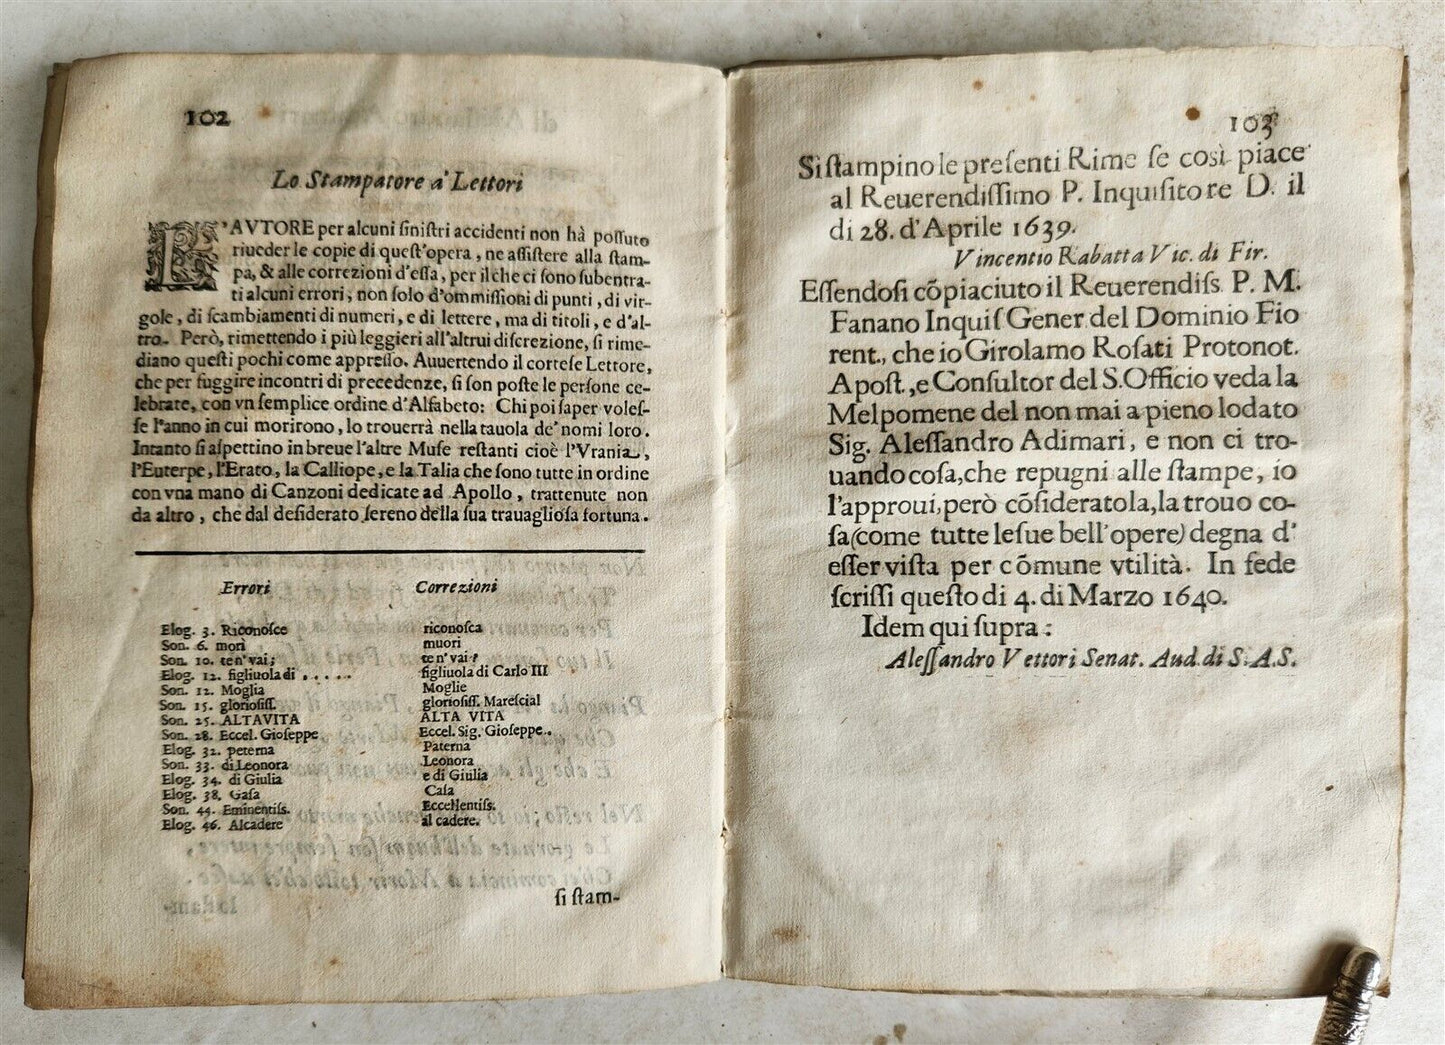 102
Lo Stampatore a' Lettori
L'AVTORE per alcuni ſiniſtri accidenti non hà poſſuto
riueder le copie di queſt'opera, ne aſſiſtere alla ſtam-
pa, & alle correzioni d'eſſa, per il che ci ſono ſubentra-
ti alcuni errori, non ſolo d'ommiſſioni di punti, di vir-
gole, di ſcambiamenti di numeri, e di lettere, ma di titoli, e d'al-
tro. Però, rimettendo i più leggieri all'altrui diſcrezione, ſi rime-
diano queſti pochi come appreſſo. Auuertendo il corteſe Lettore,
che per fuggire incontri di precedenze, ſi ſon poſte le perſone ce-
lebrate, con vn ſemplice ordine d'Alfabeto: Chi poi ſaper voleſ-
ſe l'anno in cui morirono, lo trouerrà nella tauola de' nomi loro.
Intanto ſi aſpettino in breue l'altre Muſe reſtanti cioè l'Vrania,
l'Euterpe, l'Erato, la Calliope, e la Talia che ſono tutte in ordine
con vna mano di Canzoni dedicate ad Apollo, trattenute non
da altro, che dal deſiderato ſereno della ſua trauaglioſa fortuna.
Errori Correzioni
Elog. 3. Riconoſce riconoſca
Son. 6. morì muori
Son. 10. te n' vai; te n' vai?
Elog. 12. figliuola di . . . . . figliuola di Carlo III
Son. 12. Moglia Moglie
Son. 15. glorioſiſſ. glorioſiſſ. Mareſcial
Son. 25. ALTAVITA ALTA VITA
Son. 28. Eccel. Gioſeppe Eccel. Sig. Gioſeppe.
Elog. 32. peterna Paterna
Son. 33. di Leonora Leonora
Elog. 34. di Giulia e di Giulia
Elog. 38. Gaſa Caſa
Son. 44. Eminentiſs. Eccellentiſs.
Elog. 46. Alcadere al cadere.
ſi ſtam-
103
Si ſtampino le preſenti Rime ſe così piace
al Reuerendiſſimo P. Inquiſitore D. il
di 28. d'Aprile 1639.
Vincentio Rabatta Vic. di Fir.
Eſſendoſi cõpiaciuto il Reuerendiſs. P. M.
Fanano Inquiſ Gener del Dominio Fio
rent., che io Girolamo Roſati Protonot.
Apoſt., e Conſultor del S. Officio veda la
Melpomene del non mai a pieno lodato
Sig. Aleſſandro Adimari, e non ci tro-
uando coſa, che repugni alle ſtampe, io
l'approui, però cõſideratola, la trouo co-
ſa (come tutte le ſue bell'opere) degna d'
eſſer viſta per cõmune vtilità. In fede
ſcriſſi queſto di 4. di Marzo 1640.
Idem qui ſupra:
Aleſſandro Vettori Senat. Aud. di S. A. S.